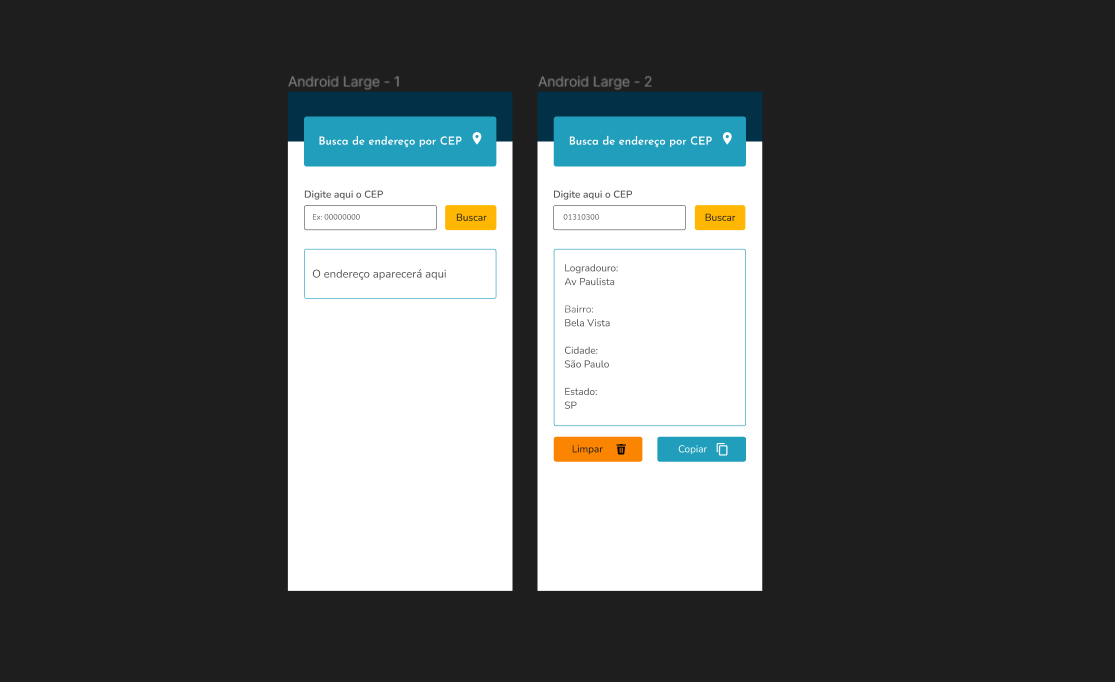 Android Large - 1
Busca de endereço por CEP
Digite aqui o CEP
Ex: 00000000
Buscar
O endereço aparecerá aqui
Android Large - 2
Busca de endereço por CEP
Digite aqui o CEP
01310300
Buscar
Logradouro:
Av Paulista
Bairro:
Bela Vista
Cidade:
São Paulo
Estado:
SP
Limpar
Copiar